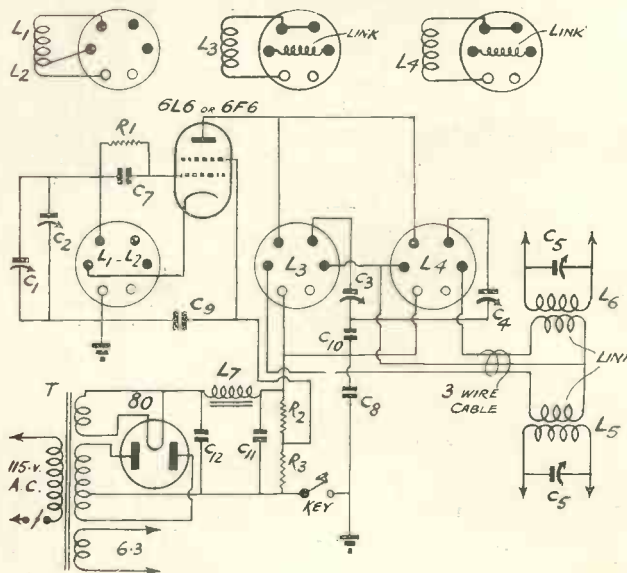 L1
L2
L3
LINK
L4
LINK
6L6 OR 6F6
R1
C7
C2
C1
L1-L2
C9
L3
C3
L4
C4
C10
C5
L6
LINK
3 WIRE
CABLE
L5
C5
T
80
L7
C12
C11
R2
R3
C8
KEY
115-V.
A.C.
6.3